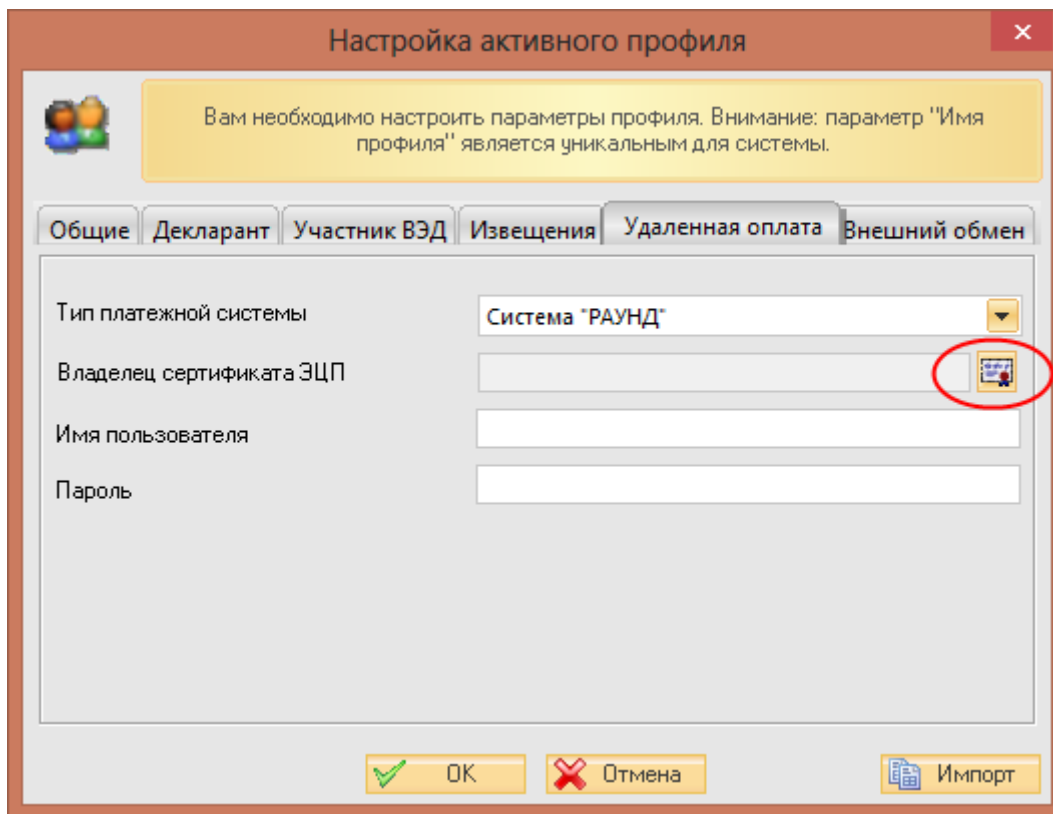 Настройка активного профиля
Вам необходимо настроить параметры профиля. Внимание: параметр "Имя
профиля" является уникальным для системы.
Общие Декларант Участник ВЭД Извещения Удаленная оплата Внешний обмен
Тип платежной системы Система "РАУНД"
Владелец сертификата ЭЦП
Имя пользователя
Пароль
OK Отмена Импорт